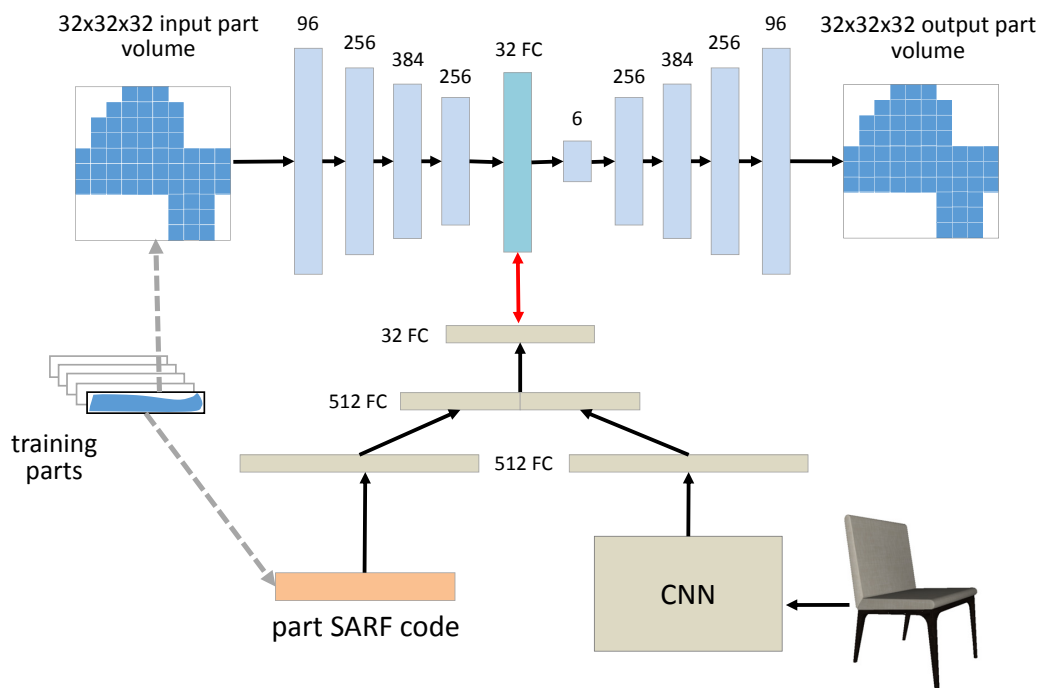 32x32x32 input part
volume
96
256
384
256
32 FC
6
256
384
256
96
32x32x32 output part
volume
32 FC
512 FC
training
parts
512 FC
CNN
part SARF code